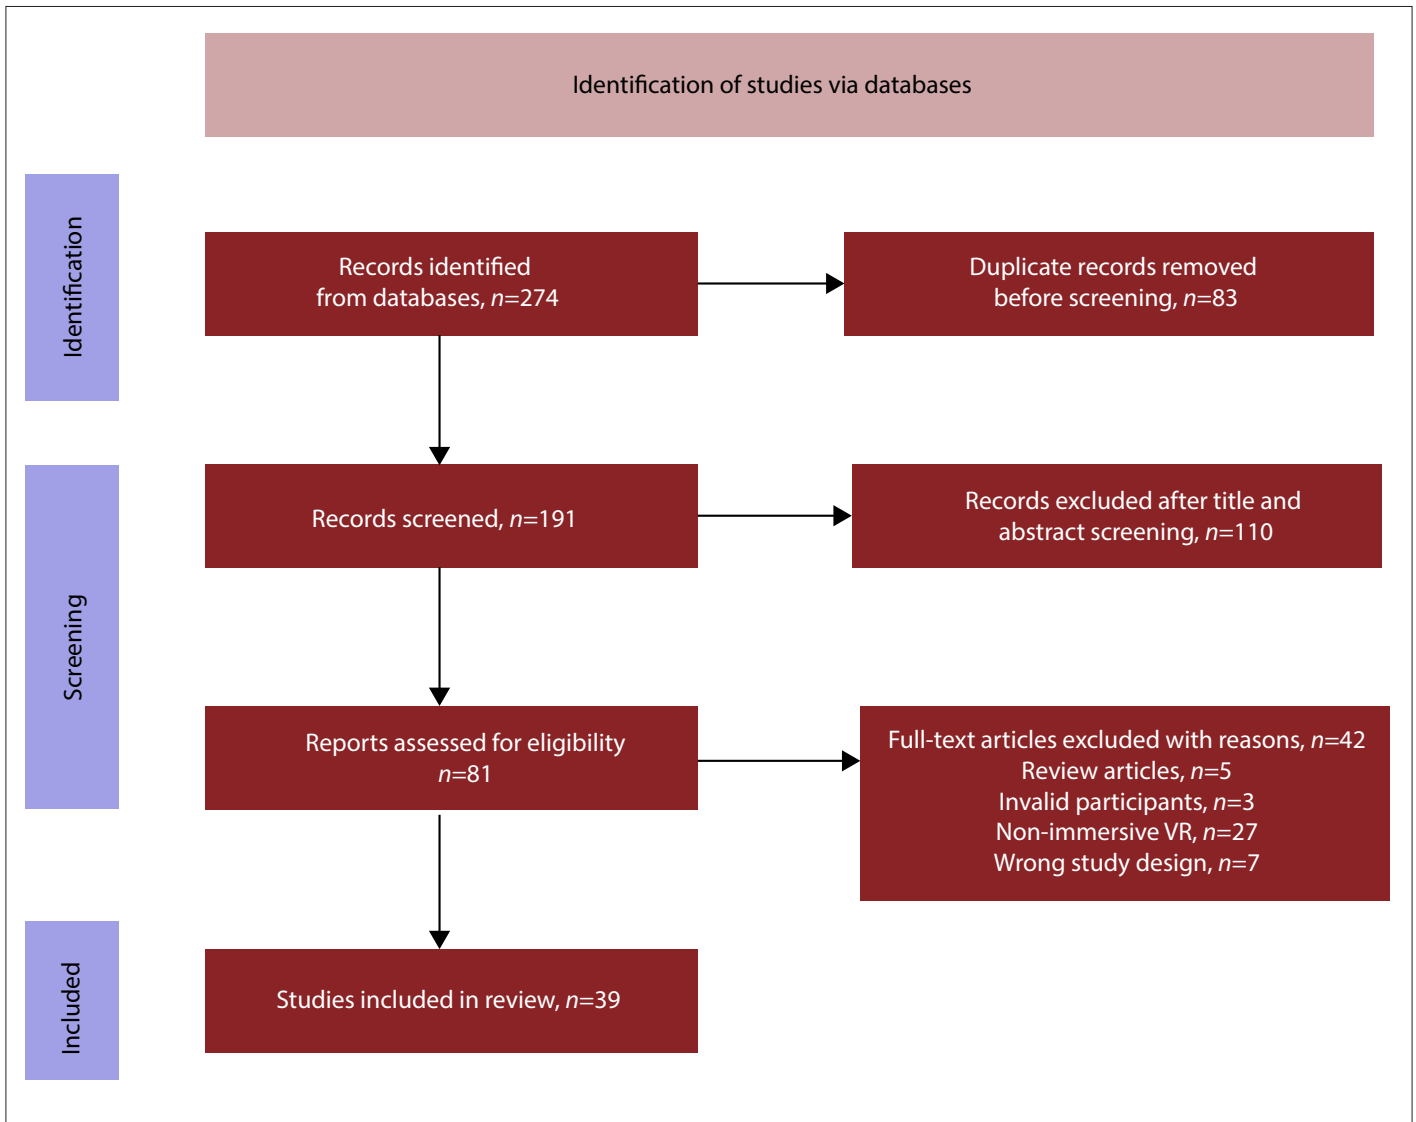 Identification of studies via databases
Identification
Records identified
from databases, n=274
Duplicate records removed
before screening, n=83
Screening
Records screened, n=191
Records excluded after title and
abstract screening, n=110
Reports assessed for eligibility
n=81
Full-text articles excluded with reasons, n=42
Review articles, n=5
Invalid participants, n=3
Non-immersive VR, n=27
Wrong study design, n=7
Included
Studies included in review, n=39